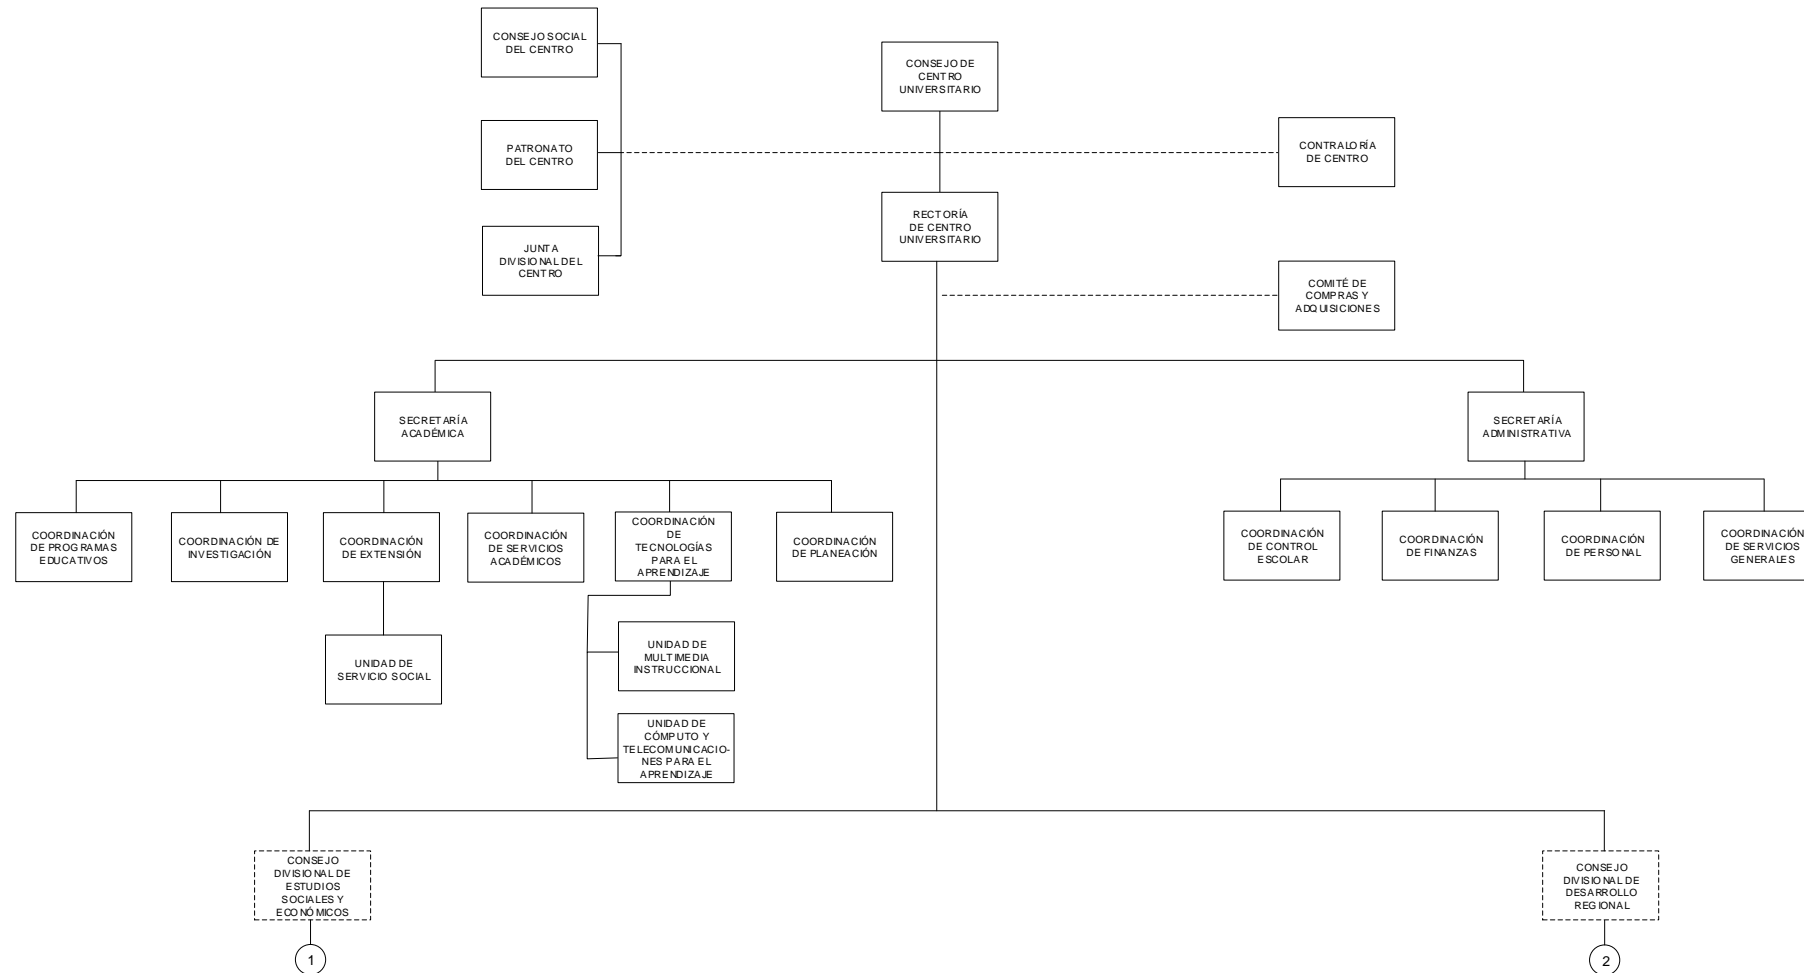 CONSEJO SOCIAL
DEL CENTRO
CONSEJO DE
CENTRO
UNIVERSITARIO
PATRONATO
DEL CENTRO
CONTRALORÍA
DE CENTRO
RECTORÍA
DE CENTRO
UNIVERSITARIO
JUNTA
DIVISIONAL DEL
CENTRO
COMITÉ DE
COMPRAS Y
ADQUISICIONES
SECRETARÍA
ACADÉMICA
SECRETARÍA
ADMINISTRATIVA
COORDINACIÓN
DE PROGRAMAS
EDUCATIVOS
COORDINACIÓN DE
INVESTIGACIÓN
COORDINACIÓN
DE EXTENSIÓN
COORDINACIÓN
DE SERVICIOS
ACADÉMICOS
COORDINACIÓN
DE
TECNOLOGÍAS
PARA EL
APRENDIZAJE
COORDINACIÓN
DE PLANEACIÓN
COORDINACIÓN
DE CONTROL
ESCOLAR
COORDINACIÓN
DE FINANZAS
COORDINACIÓN
DE PERSONAL
COORDINACIÓN
DE SERVICIOS
GENERALES
UNIDAD DE
SERVICIO SOCIAL
UNIDAD DE
MULTIMEDIA
INSTRUCCIONAL
UNIDAD DE
CÓMPUTO Y
TELECOMUNICACIO-
NES PARA EL
APRENDIZAJE
CONSEJO
DIVISIONAL DE
ESTUDIOS
SOCIALES Y
ECONÓMICOS
CONSEJO
DIVISIONAL DE
DESARROLLO
REGIONAL
1
2